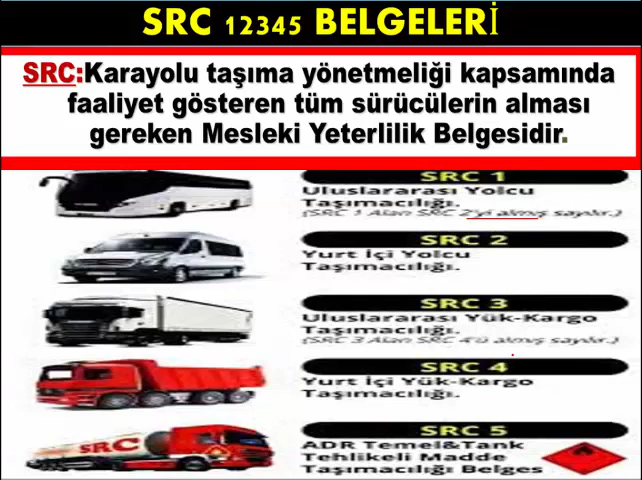 SRC 12345 BELGELERİ
SRC:Karayolu taşıma yönetmeliği kapsamında
faaliyet gösteren tüm sürücülerin alması
gereken Mesleki Yeterlilik Belgesidir.
SRC 1
Uluslararası Yolcu
Taşımacılığı.
(SRC 1 Alan SRC 2'yi almış sayılır.)
SRC 2
Yurt İçi Yolcu
Taşımacılığı.
SRC 3
Uluslararası Yük-Kargo
Taşımacılığı.
(SRC 3 Alan SRC 4'ü almış sayılır.)
SRC 4
Yurt İçi Yük-Kargo
Taşımacılığı.
SRC 5
ADR Temel&Tank
Tehlikeli Madde
Taşımacılığı Belges
SRC